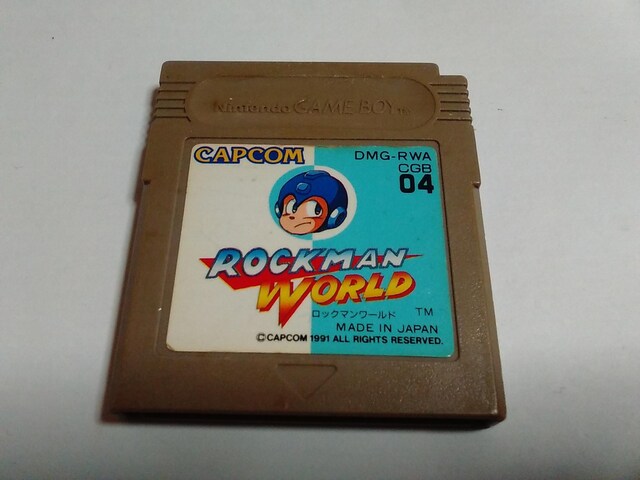 Nintendo GAME BOY TM
CAPCOM
DMG-RWA
CGB
04
ROCKMAN
WORLD
ロックマンワールド TM
MADE IN JAPAN
©CAPCOM 1991 ALL RIGHTS RESERVED.